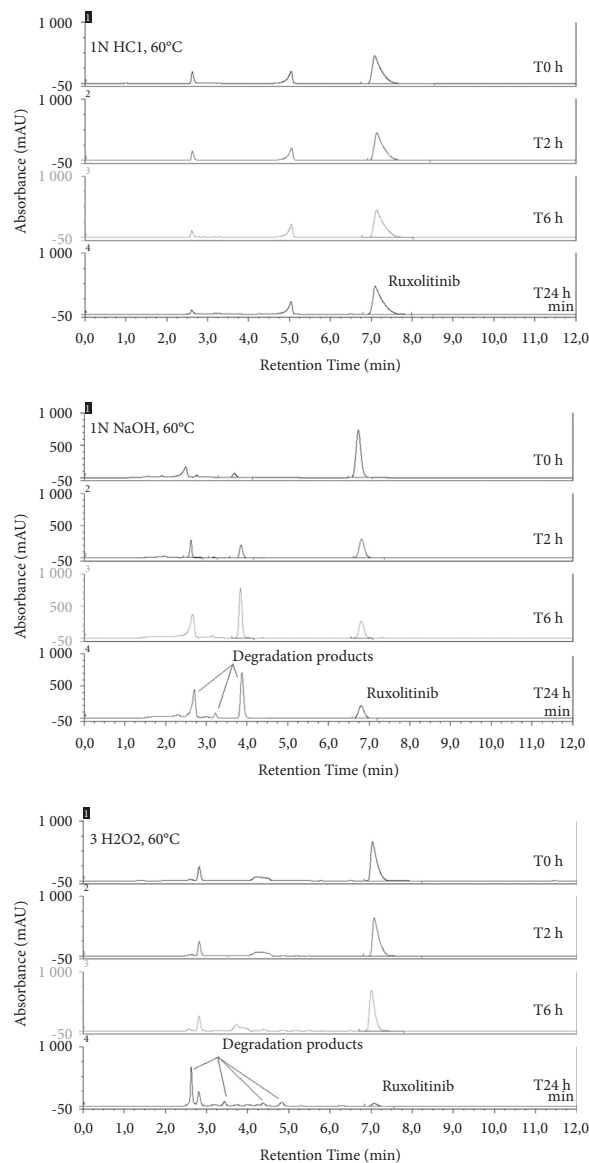 1
1N HC1, 60°C
1 000
-50
T0 h
2
1 000
-50
T2 h
3
1 000
-50
T6 h
4
1 000
-50
Ruxolitinib
T24 h
min
Absorbance (mAU)
0,0 1,0 2,0 3,0 4,0 5,0 6,0 7,0 8,0 9,0 10,0 11,0 12,0
Retention Time (min)
1
1N NaOH, 60°C
1 000
500
-50
T0 h
2
1 000
500
-50
T2 h
3
1 000
500
-50
T6 h
4
1 000
500
-50
Degradation products
Ruxolitinib
T24 h
min
Absorbance (mAU)
0,0 1,0 2,0 3,0 4,0 5,0 6,0 7,0 8,0 9,0 10,0 11,0 12,0
Retention Time (min)
1
3 H2O2, 60°C
1 000
-50
T0 h
2
1 000
-50
T2 h
3
1 000
-50
T6 h
4
1 000
-50
Degradation products
Ruxolitinib
T24 h
min
Absorbance (mAU)
0,0 1,0 2,0 3,0 4,0 5,0 6,0 7,0 8,0 9,0 10,0 11,0 12,0
Retention Time (min)